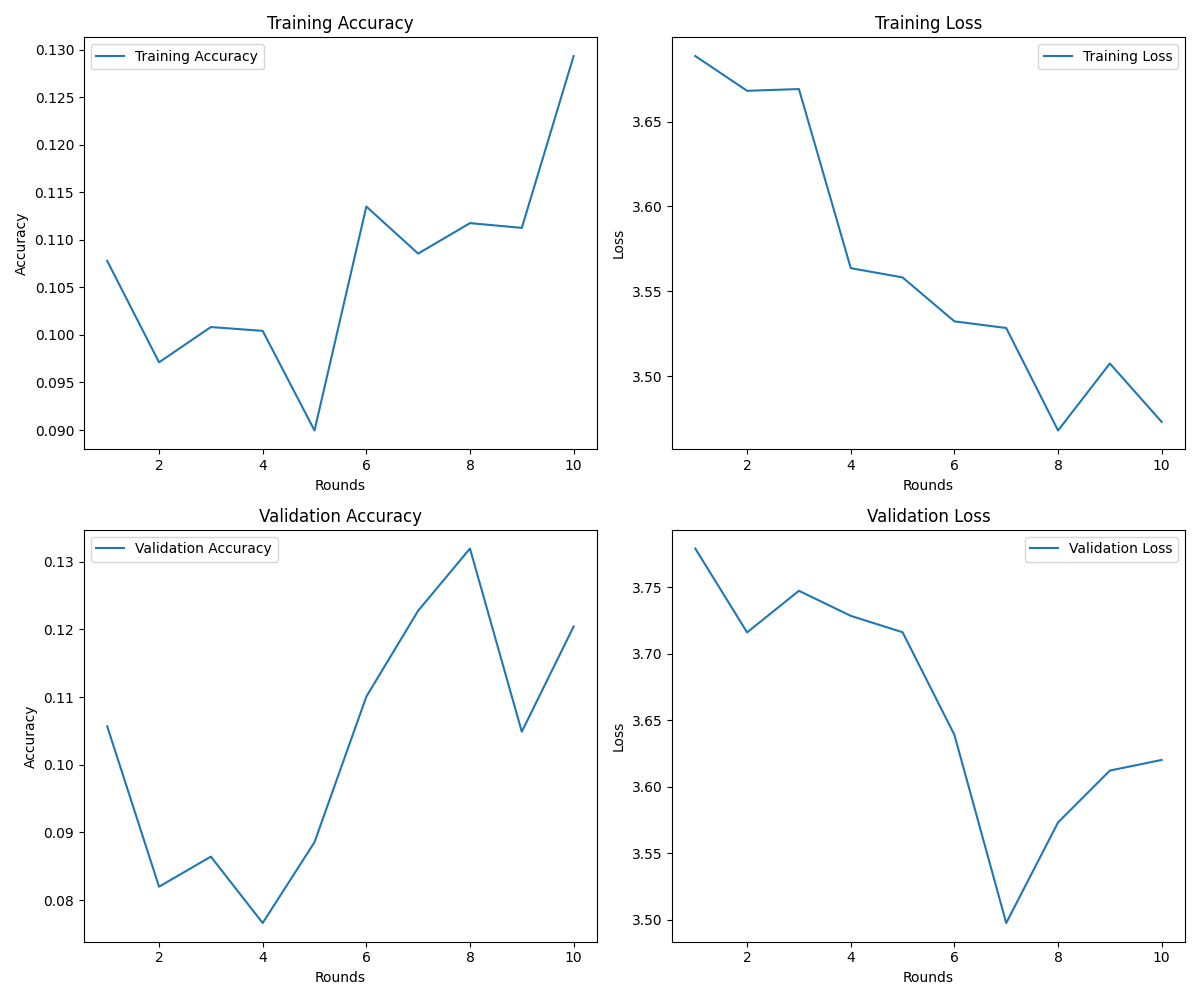 Training Accuracy
Training Accuracy
0.130
0.125
0.120
0.115
0.110
0.105
0.100
0.095
0.090
Accuracy
2 4 6 8 10
Rounds
Training Loss
Training Loss
3.65
3.60
3.55
3.50
Loss
2 4 6 8 10
Rounds
Validation Accuracy
Validation Accuracy
0.13
0.12
0.11
0.10
0.09
0.08
Accuracy
2 4 6 8 10
Rounds
Validation Loss
Validation Loss
3.75
3.70
3.65
3.60
3.55
3.50
Loss
2 4 6 8 10
Rounds